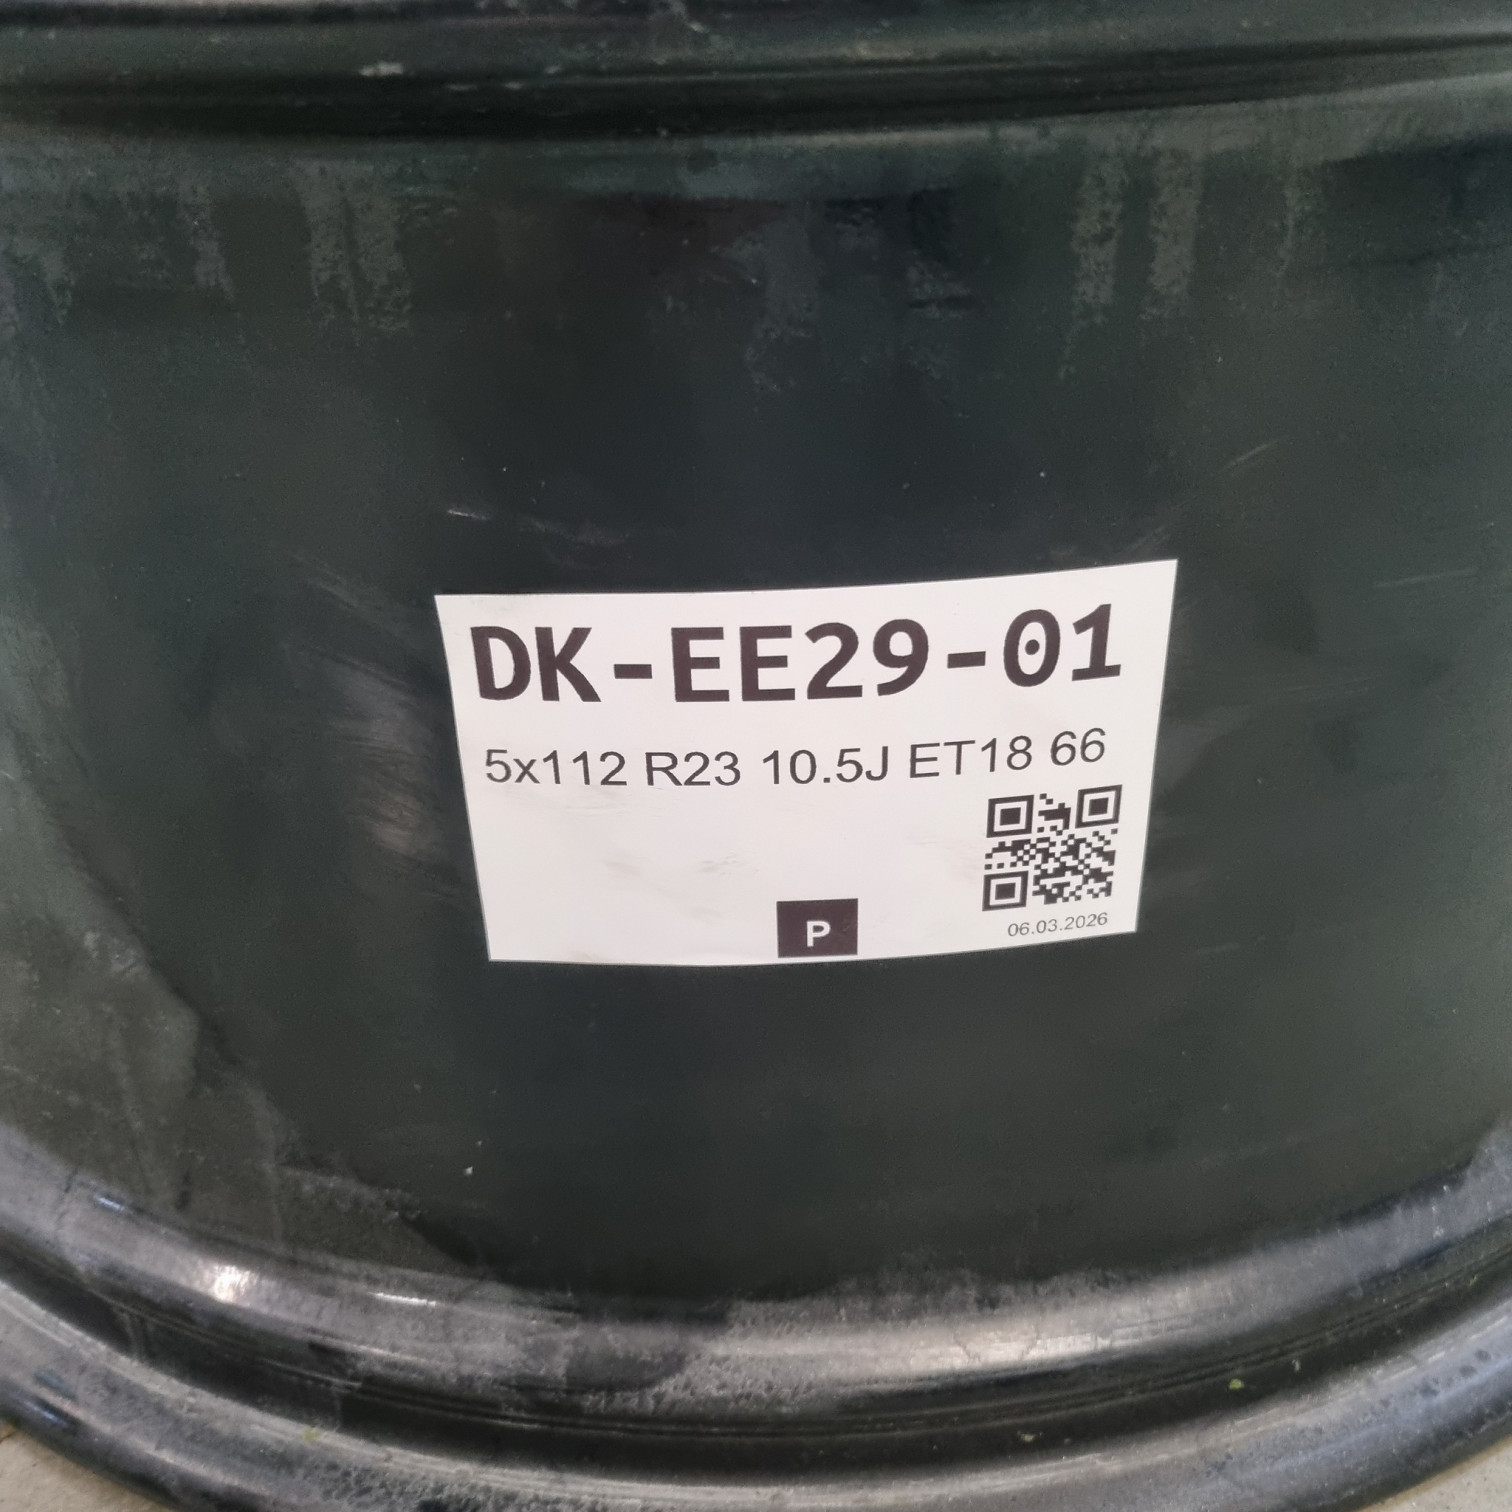 DK-EE29-01
5x112 R23 10.5J ET18 66
P
06.03.2026